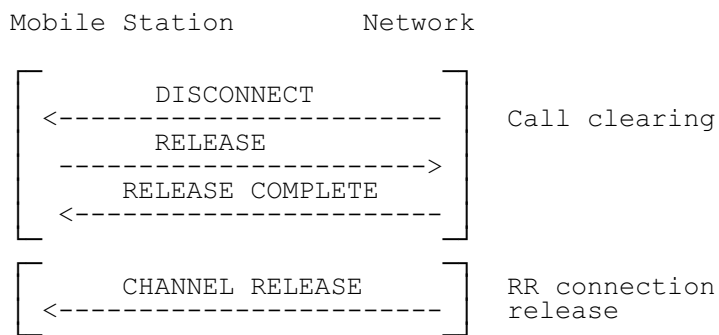 Mobile Station Network
DISCONNECT
<----------------------- Call clearing
RELEASE
----------------------->
RELEASE COMPLETE
<-----------------------
CHANNEL RELEASE RR connection
<------------------------ release